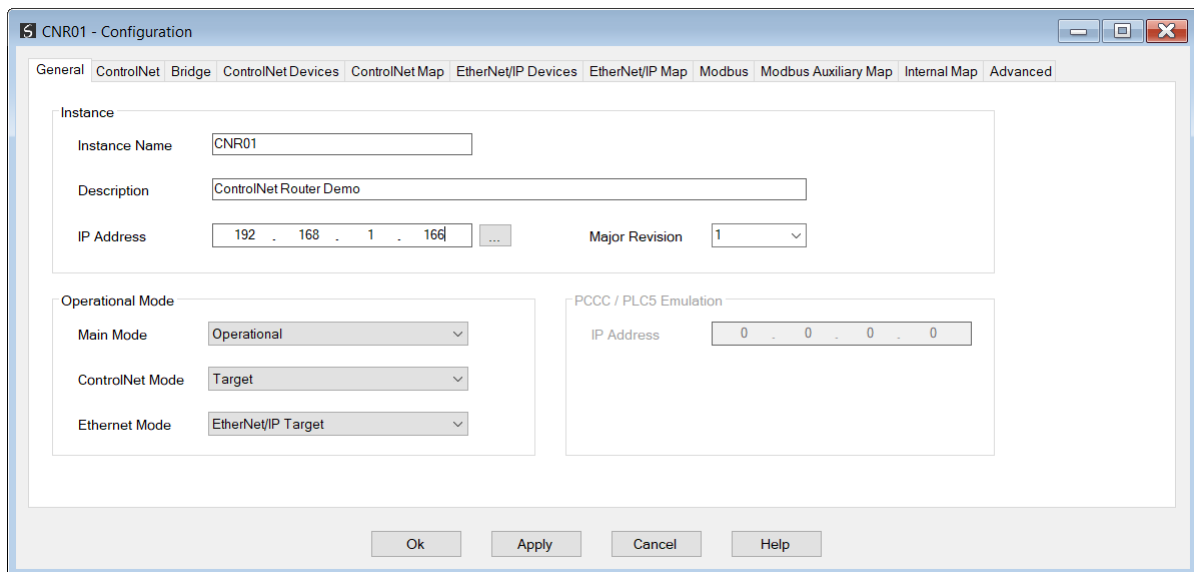 CNR01 - Configuration
General ControlNet Bridge ControlNet Devices ControlNet Map EtherNet/IP Devices EtherNet/IP Map Modbus Modbus Auxiliary Map Internal Map Advanced
Instance
Instance Name CNR01
Description ControlNet Router Demo
IP Address 192 . 168 . 1 . 166 ... Major Revision 1
Operational Mode PCCC / PLC5 Emulation
Main Mode Operational IP Address 0 . 0 . 0 . 0
ControlNet Mode Target
Ethernet Mode EtherNet/IP Target
Ok Apply Cancel Help